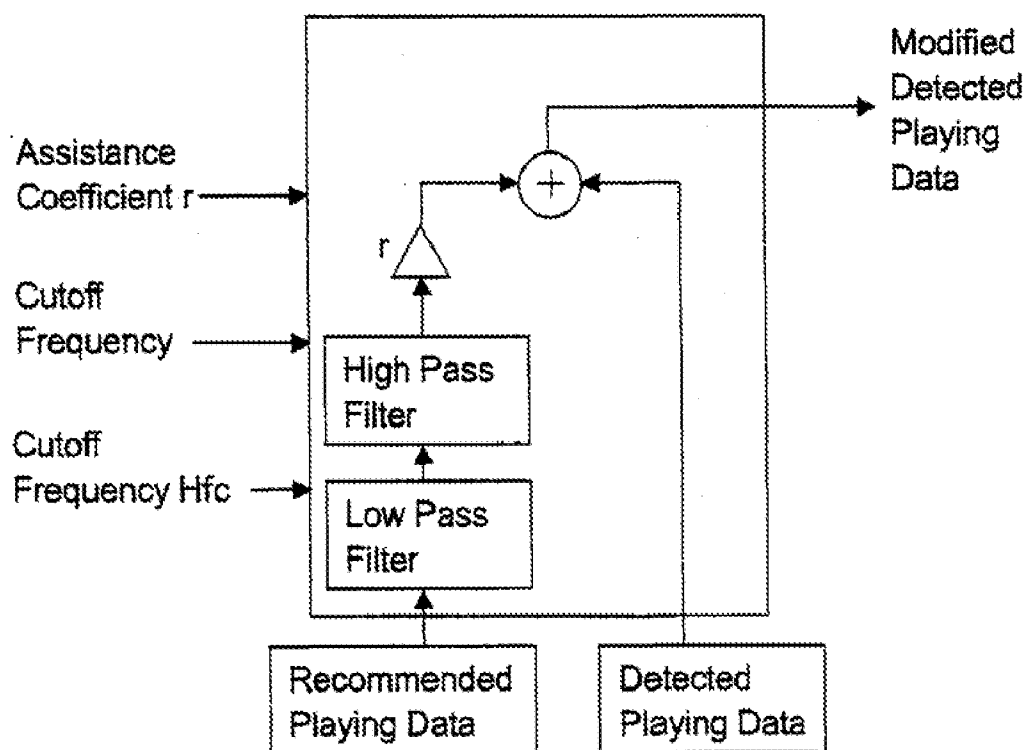 Modified
Detected
Playing
Data
Assistance
Coefficient r
+
r
Cutoff
Frequency
High Pass
Filter
Cutoff
Frequency Hfc
Low Pass
Filter
Recommended
Playing Data
Detected
Playing Data